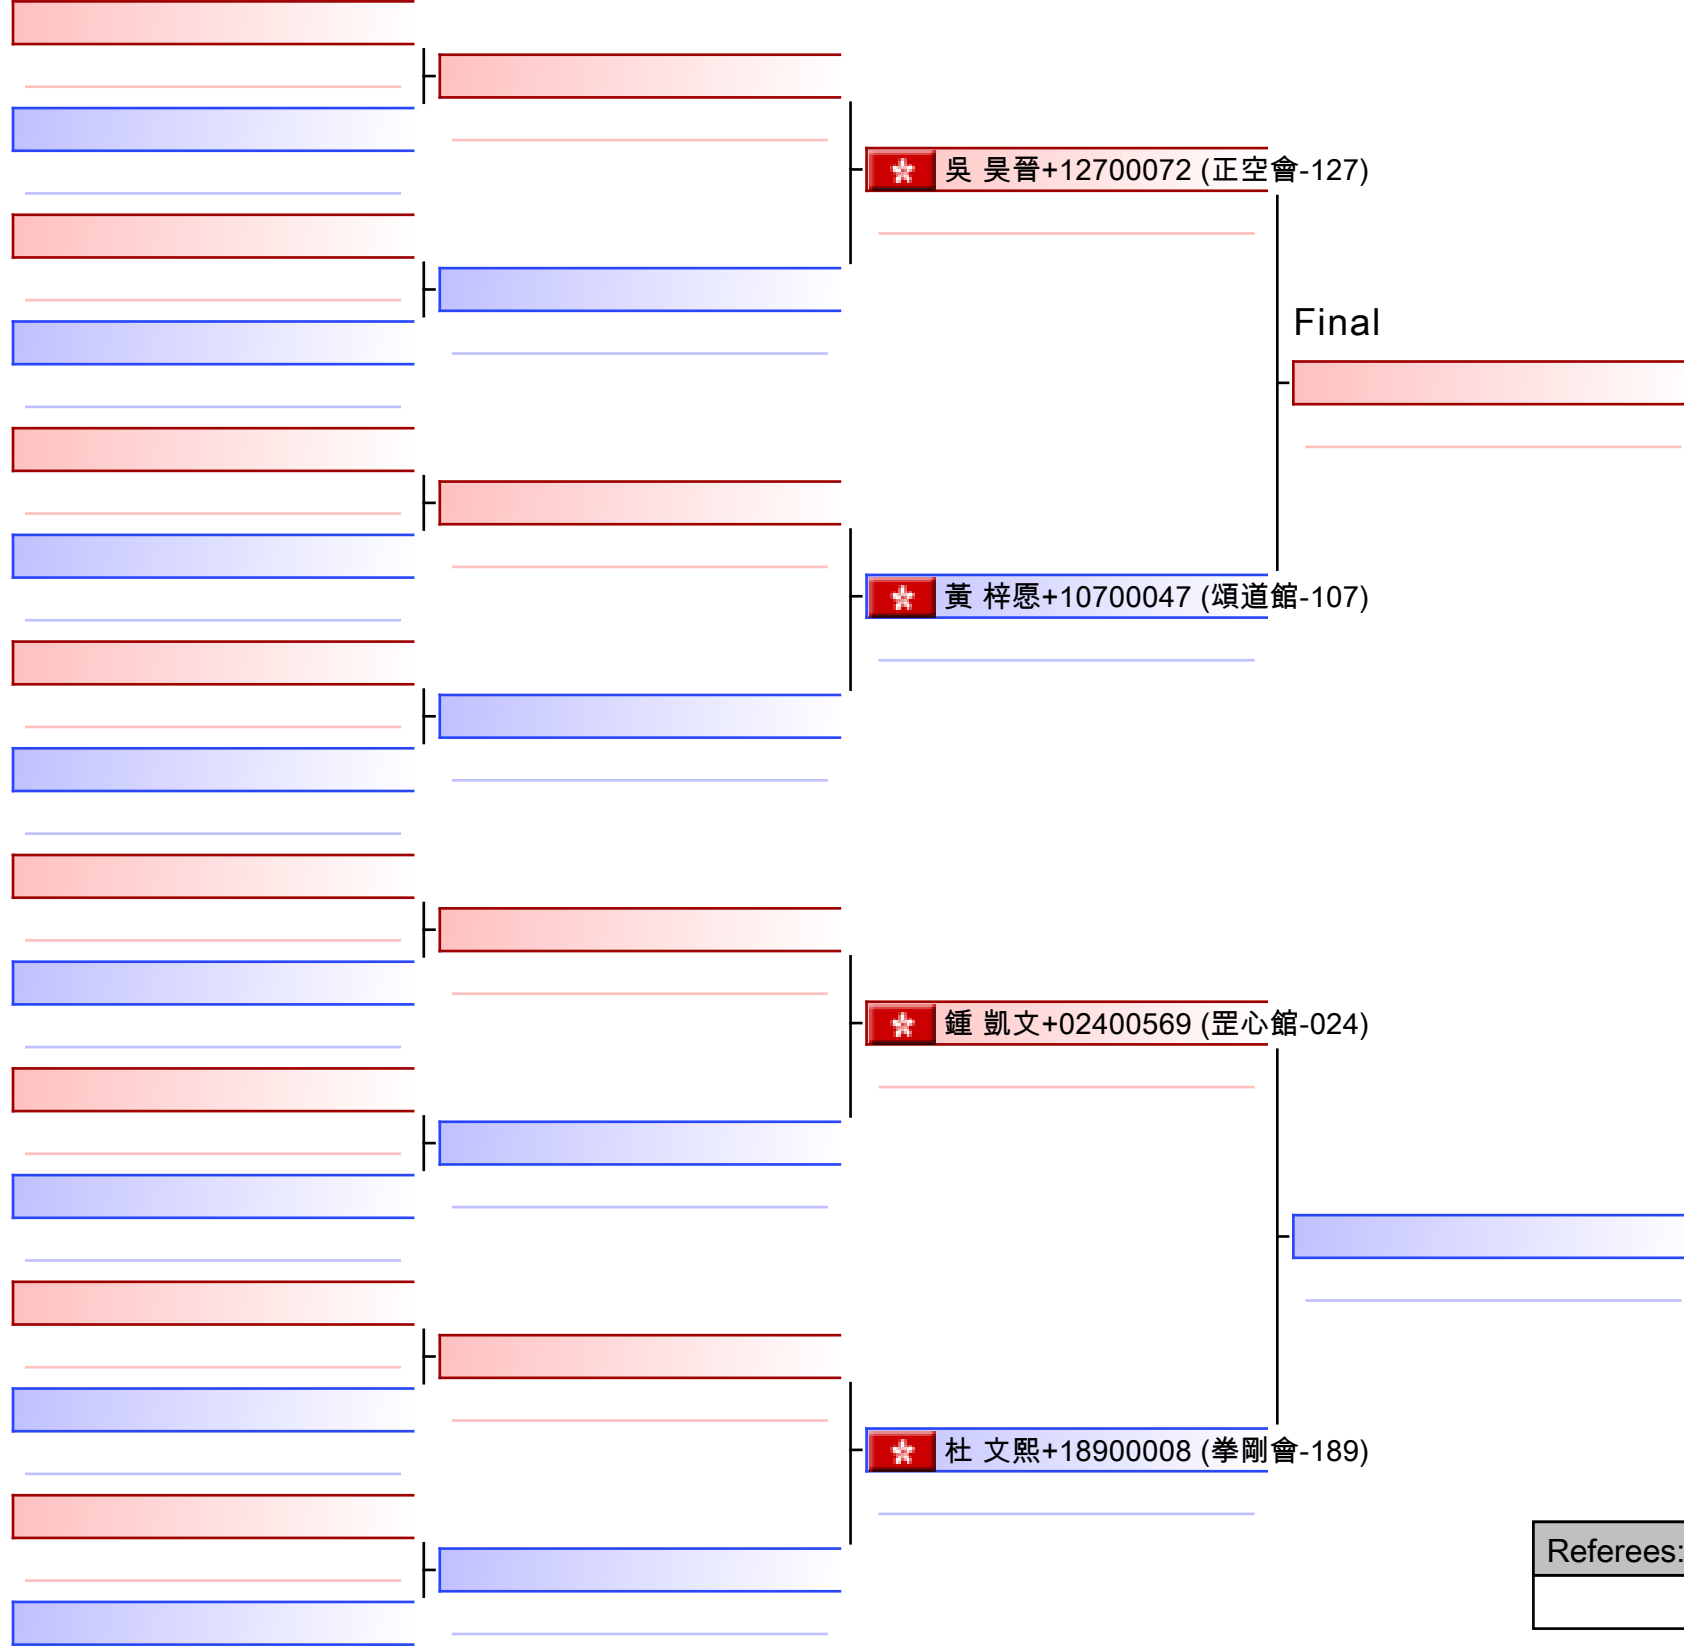 吳 昊晉+12700072 (正空會-127)
Final
黃 梓愿+10700047 (頌道館-107)
鍾 凱文+02400569 (罡心館-024)
杜 文熙+18900008 (拳剛會-189)
Referees: